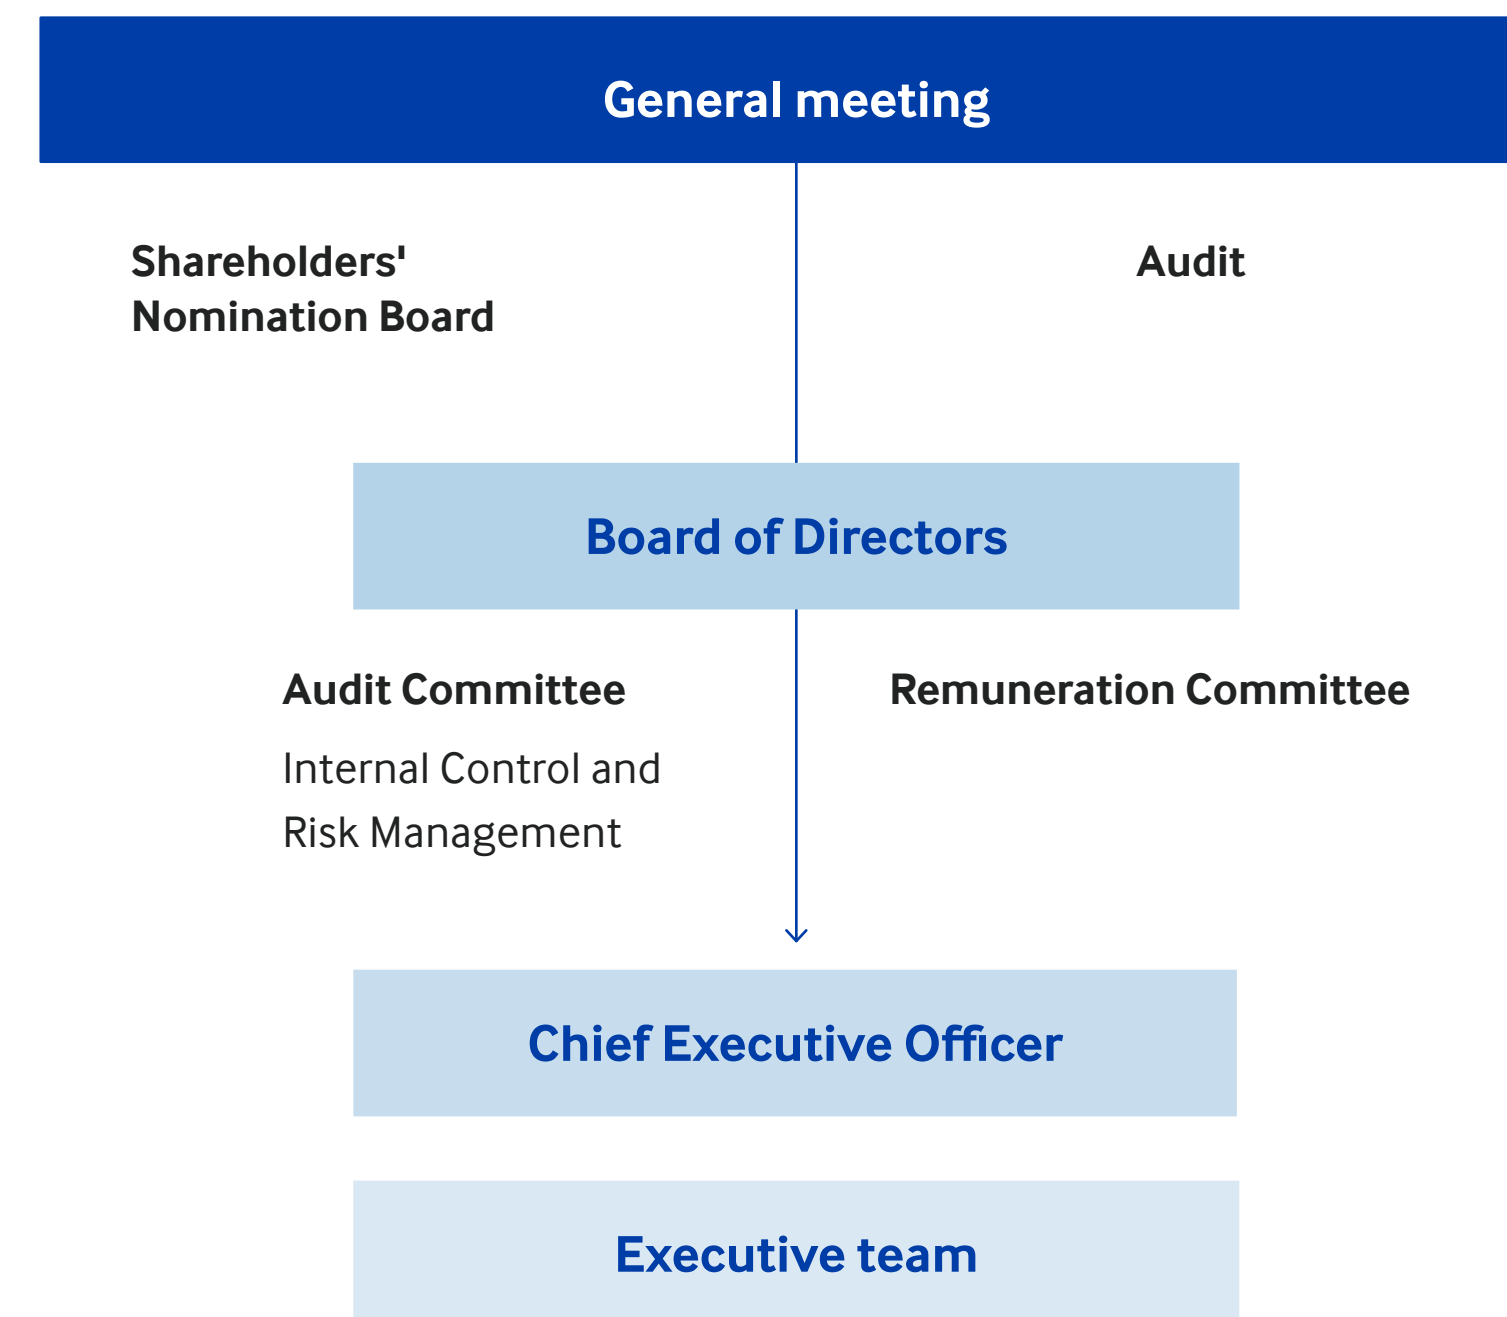 General meeting
Shareholders'
Nomination Board
Audit
Board of Directors
Audit Committee
Internal Control and
Risk Management
Remuneration Committee
Chief Executive Officer
Executive team